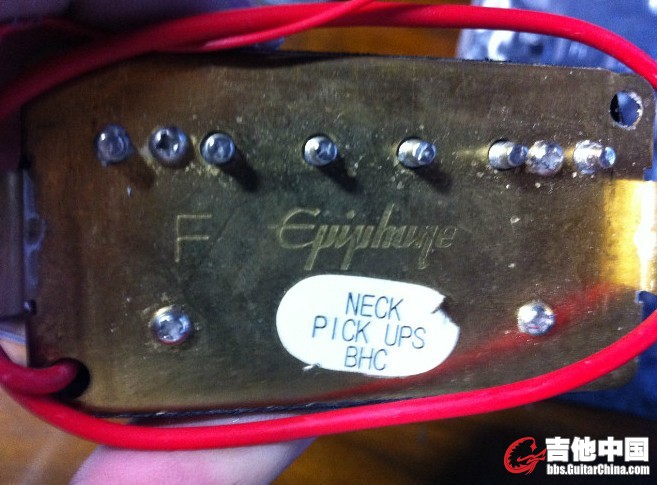 F Epiphone
NECK
PICK UPS
BHC
吉他中国
bbs.GuitarChina.com